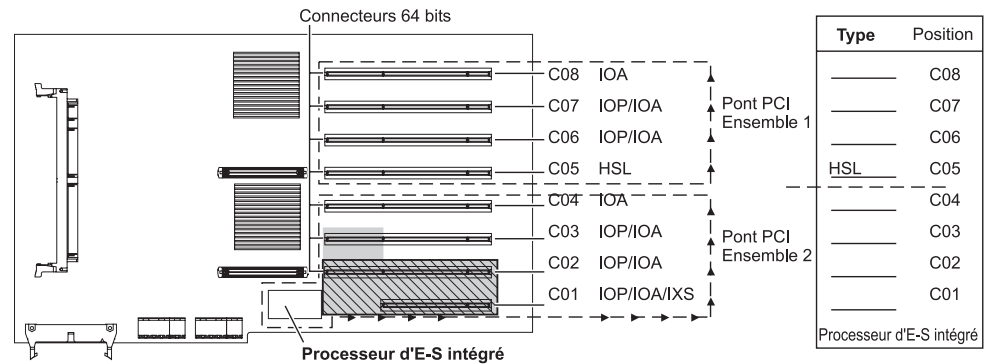 Connecteurs 64 bits
C08 IOA
C07 IOP/IOA
C06 IOP/IOA
C05 HSL
Pont PCI
Ensemble 1
C04 IOA
C03 IOP/IOA
C02 IOP/IOA
C01 IOP/IOA/IXS
Pont PCI
Ensemble 2
Processeur d'E-S intégré
Type Position
C08
C07
C06
HSL C05
C04
C03
C02
C01
Processeur d'E-S intégré